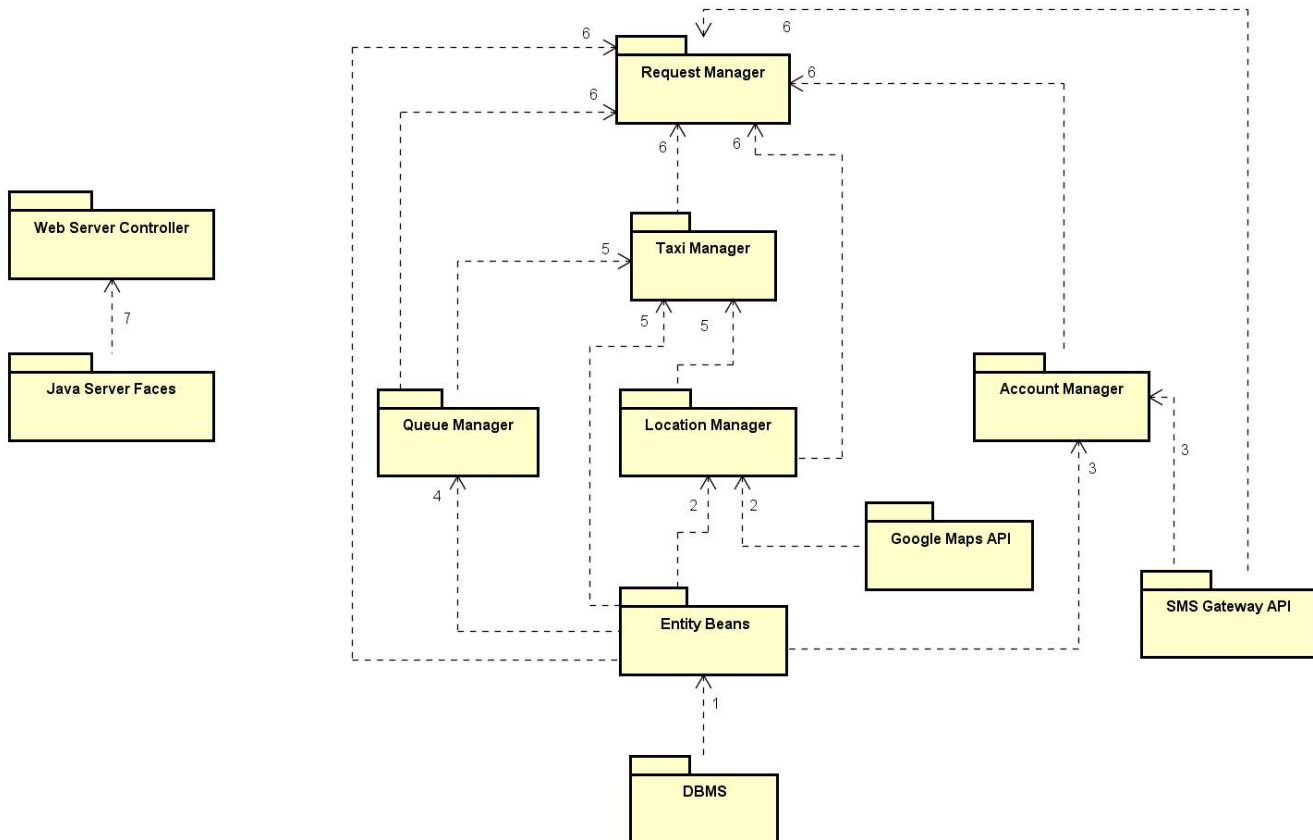 6
6
Request Manager
6
6
6
6
Web Server Controller
Taxi Manager
5
7
5
5
Java Server Faces
Account Manager
Queue Manager
Location Manager
3
3
4
2
2
Google Maps API
SMS Gateway API
Entity Beans
1
DBMS